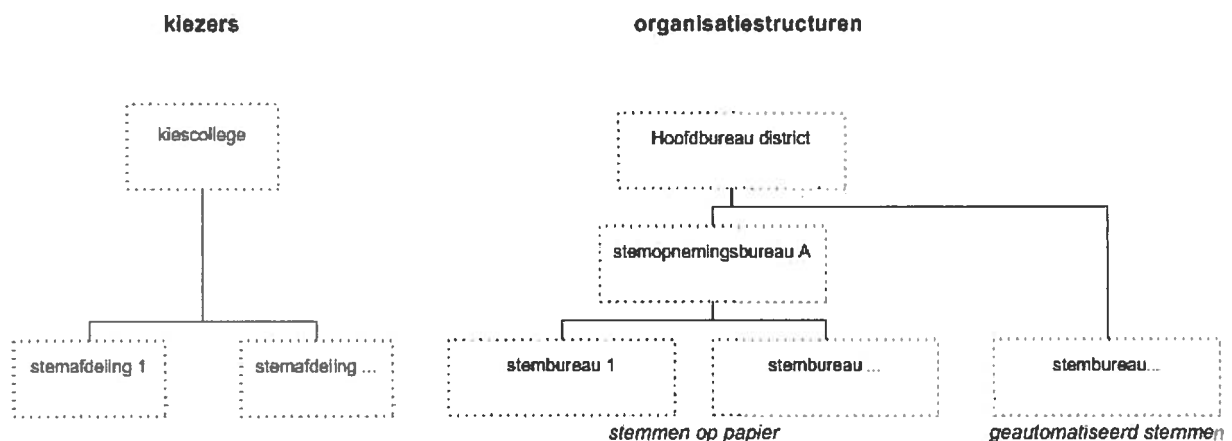 kiezers
organisatiestructuren
kiescollege
Hoofdbureau district
stemopnemingsbureau A
stemafdeling 1
stemafdeling ...
stembureau 1
stembureau ...
stembureau...
stemmen op papier
geautomatiseerd stemmen